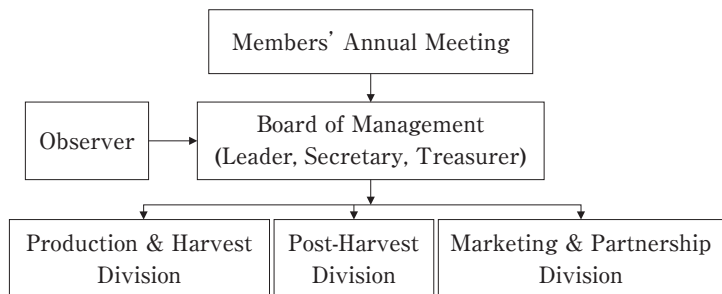 Members’ Annual Meeting
Observer
Board of Management
(Leader, Secretary, Treasurer)
Production & Harvest
Division
Post-Harvest
Division
Marketing & Partnership
Division